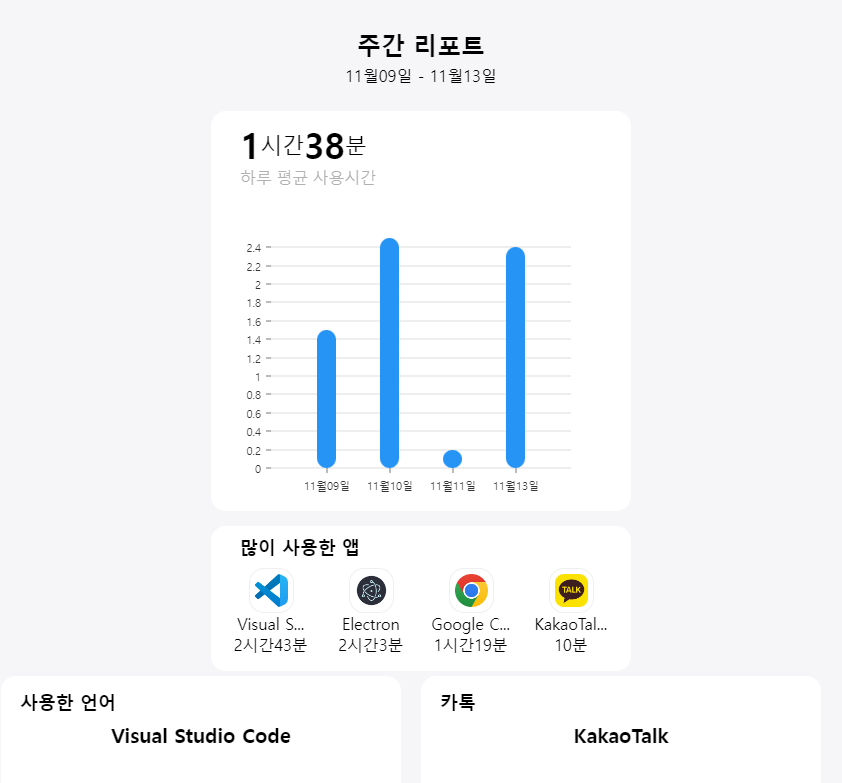 주간 리포트
11월09일 - 11월13일
1시간38분
하루 평균 사용시간
2.4
2.2
2
1.8
1.6
1.4
1.2
1
0.8
0.6
0.4
0.2
0
11월09일 11월10일 11월11일 11월13일
많이 사용한 앱
TALK
Visual S... Electron Google C... KakaoTal...
2시간43분 2시간3분 1시간19분 10분
사용한 언어
Visual Studio Code
카톡
KakaoTalk